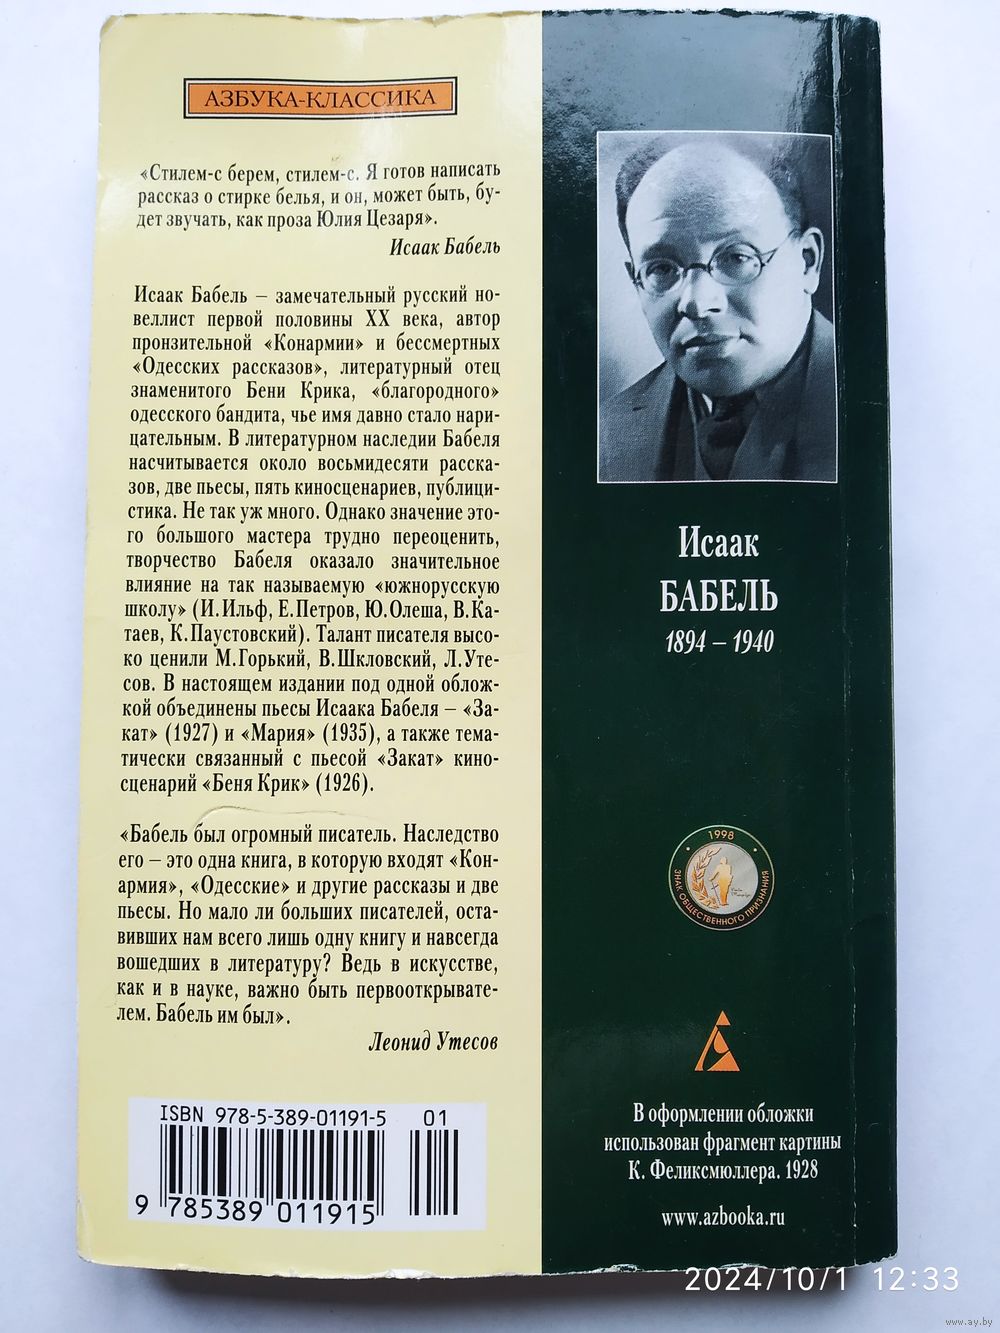 АЗБУКА-КЛАССИКА
«Стилем-с берем, стилем-с. Я готов написать
рассказ о стирке белья, и он, может быть, бу-
дет звучать, как проза Юлия Цезаря».
Исаак Бабель
Исаак Бабель – замечательный русский но-
веллист первой половины XX века, автор
пронзительной «Конармии» и бессмертных
«Одесских рассказов», литературный отец
знаменитого Бени Крика, «благородного»
одесского бандита, чье имя давно стало нари-
цательным. В литературном наследии Бабеля
насчитывается около восьмидесяти расска-
зов, две пьесы, пять киносценариев, публици-
стика. Не так уж много. Однако значение это-
го большого мастера трудно переоценить,
творчество Бабеля оказало значительное
влияние на так называемую «южнорусскую
школу» (И.Ильф, Е.Петров, Ю.Олеша, В.Ка-
таев, К.Паустовский). Талант писателя высо-
ко ценили М.Горький, В.Шкловский, Л.Уте-
сов. В настоящем издании под одной облож-
кой объединены пьесы Исаака Бабеля – «За-
кат» (1927) и «Мария» (1935), а также тема-
тически связанный с пьесой «Закат» кино-
сценарий «Беня Крик» (1926).
«Бабель был огромный писатель. Наследство
его – это одна книга, в которую входят «Кон-
армия», «Одесские» и другие рассказы и две
пьесы. Но мало ли больших писателей, оста-
вивших нам всего лишь одну книгу и навсегда
вошедших в литературу? Ведь в искусстве,
как и в науке, важно быть первооткрывате-
лем. Бабель им был».
Леонид Утесов
ISBN 978-5-389-01191-5 01
9 785389 011915
Исаак
БАБЕЛЬ
1894 – 1940
1998
ЗНАК ОБЩЕСТВЕННОГО ПРИЗНАНИЯ
В оформлении обложки
использован фрагмент картины
К. Феликсмюллера. 1928
www.azbooka.ru
2024/10/1 12:33
www.ay.by